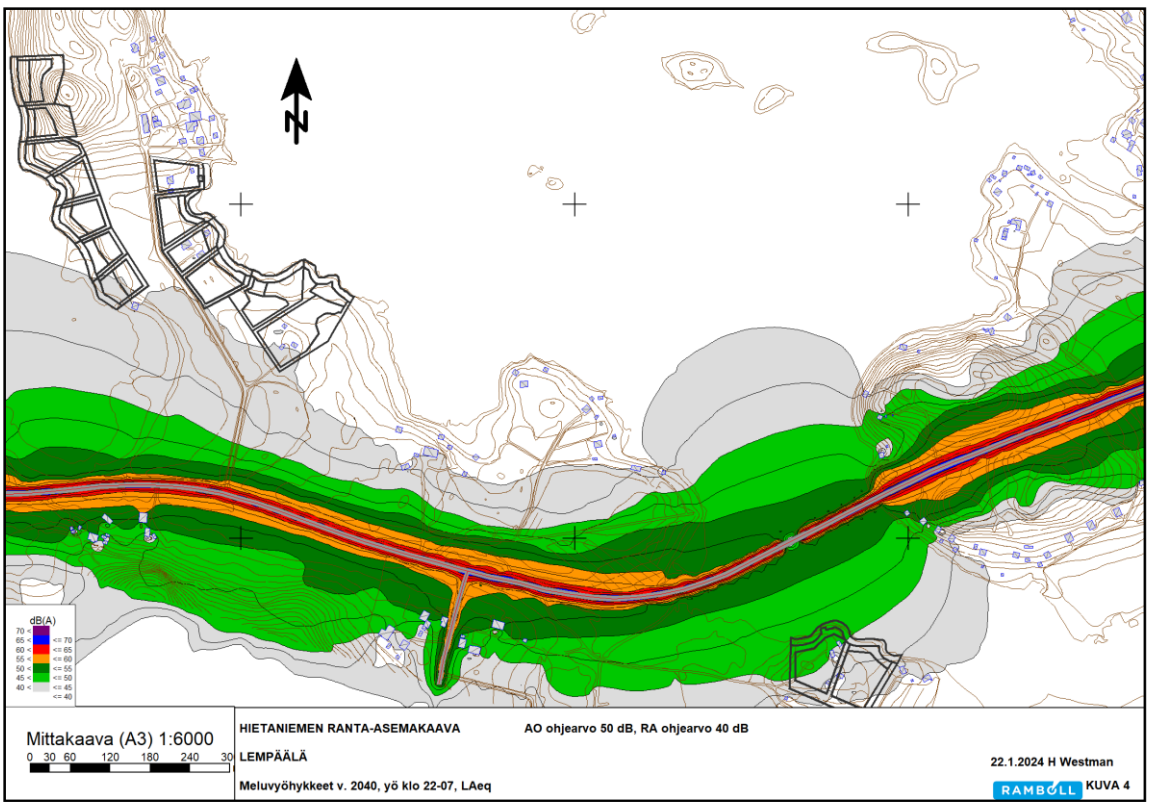 N
dB(A)
70 <
65 < <= 70
60 < <= 65
55 < <= 60
50 < <= 55
45 < <= 50
40 < <= 45
<= 40
Mittakaava (A3) 1:6000
0 30 60 120 180 240 30
HIETANIEMEN RANTA-ASEMAKAAVA AO ohjearvo 50 dB, RA ohjearvo 40 dB
LEMPÄÄLÄ
22.1.2024 H Westman
Meluvyöhykkeet v. 2040, yö klo 22-07, LAeq
RAMBOLL KUVA 4